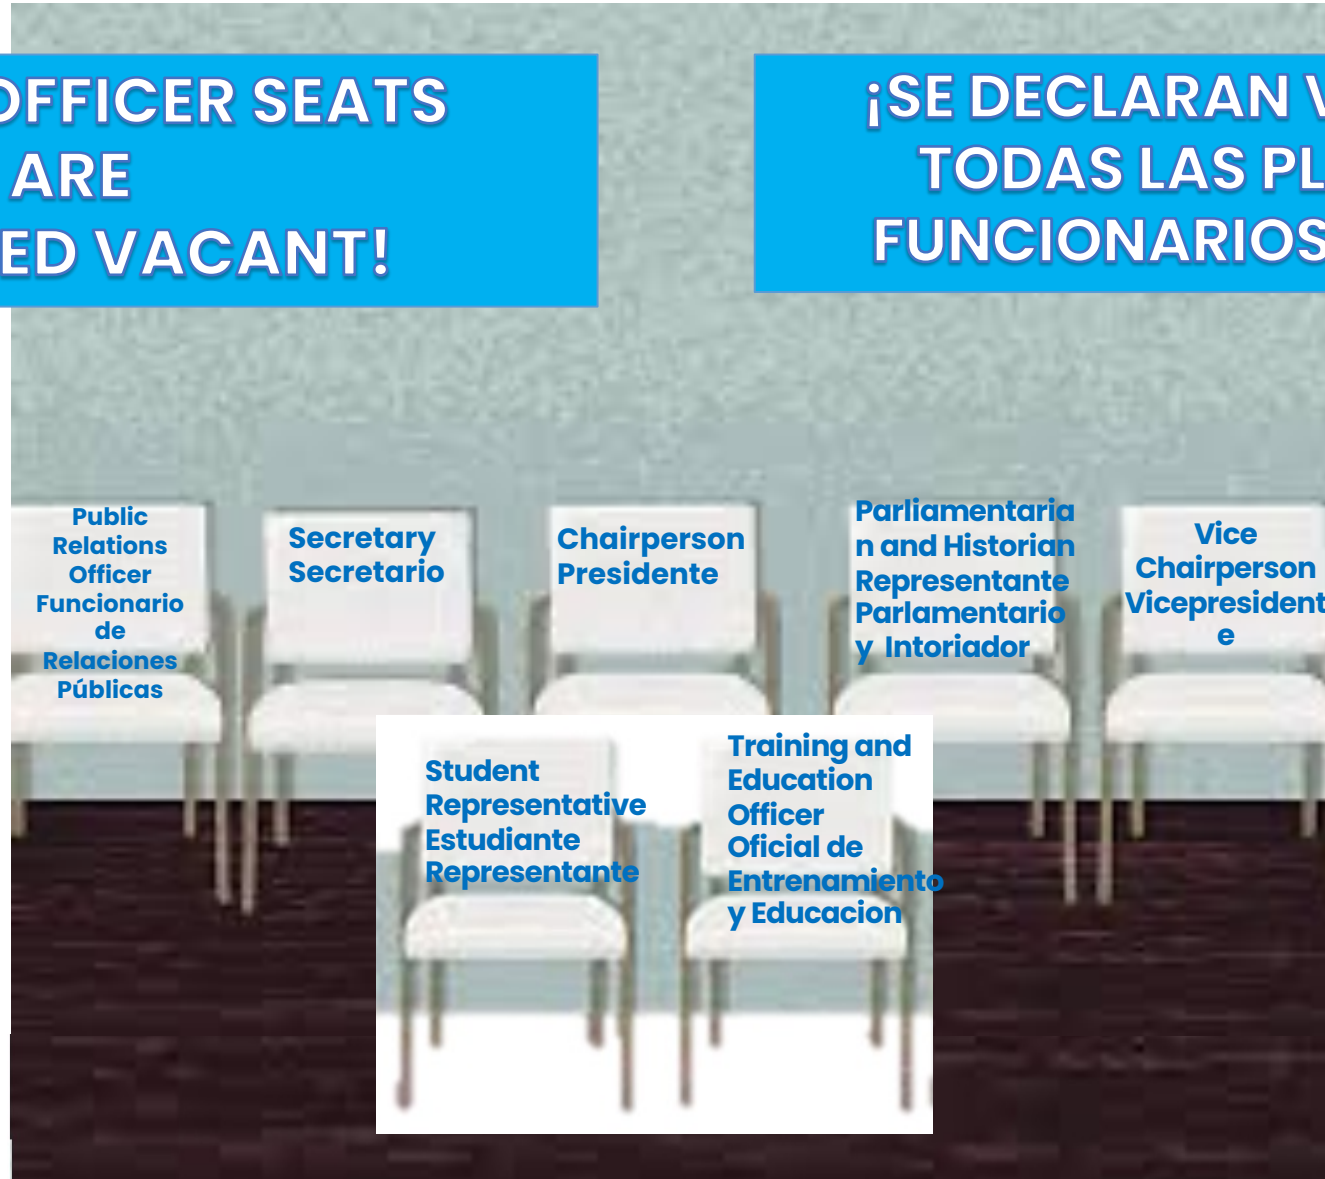 OFFICER SEATS
ARE
ED VACANT!
¡SE DECLARAN V
TODAS LAS PL
FUNCIONARIOS
Public
Relations
Officer
Funcionario
de
Relaciones
Públicas
Secretary
Secretario
Chairperson
Presidente
Parliamentaria
n and Historian
Representante
Parlamentario
y Intoriador
Vice
Chairperson
Vicepresident
e
Student
Representative
Estudiante
Representante
Training and
Education
Officer
Oficial de
Entrenamiento
y Educacion